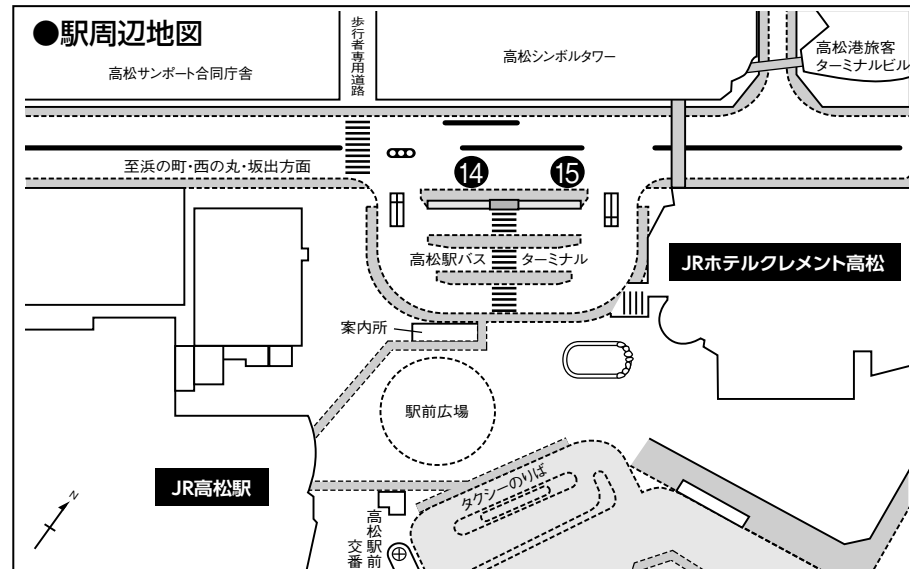 ●駅周辺地図
歩行者専用道路
高松サンポート合同庁舎
高松シンボルタワー
高松港旅客
ターミナルビル
至浜の町・西の丸・坂出方面
14
15
高松駅バス ターミナル
JRホテルクレメント高松
案内所
駅前広場
JR高松駅
タクシーのりば
高松駅前
交番
N